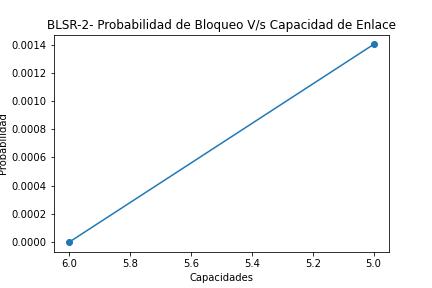 BLSR-2- Probabilidad de Bloqueo V/s Capacidad de Enlace
0.0014
0.0012
0.0010
0.0008
0.0006
0.0004
0.0002
0.0000
Probabilidad
6.0 5.8 5.6 5.4 5.2 5.0
Capacidades